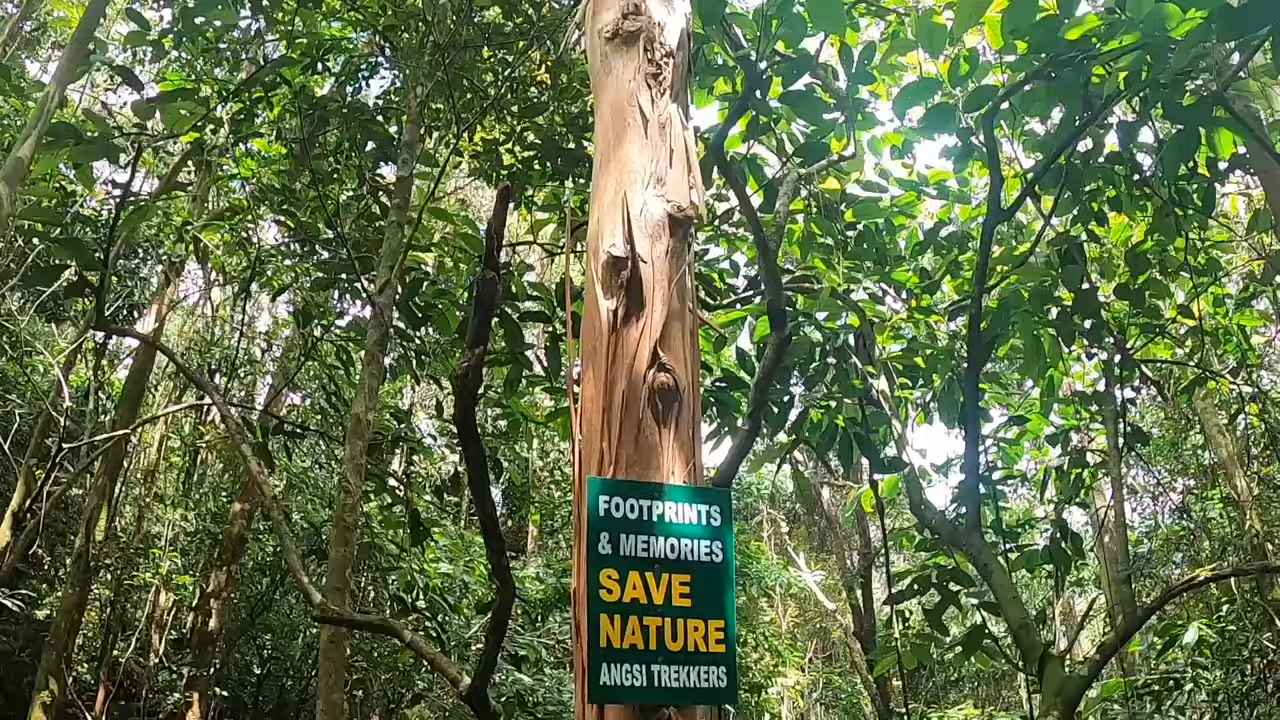 FOOTPRINTS
& MEMORIES
SAVE
NATURE
ANGSI TREKKERS